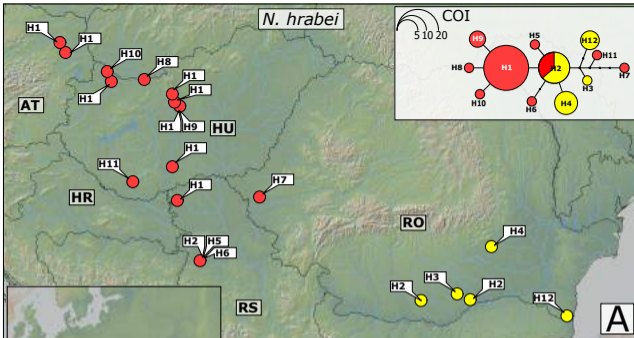 N. hrabei
COI
5 10 20
H5
H12
H9
H11
H8
H1
H2
H7
H3
H10
H6
H4
H1
H1
H10
H8
H1
H1
AT
H1
H1
H9
HU
H1
H11
HR
H1
H7
RO
H4
H2
H5
H6
H3
H2
H2
H12
RS
A